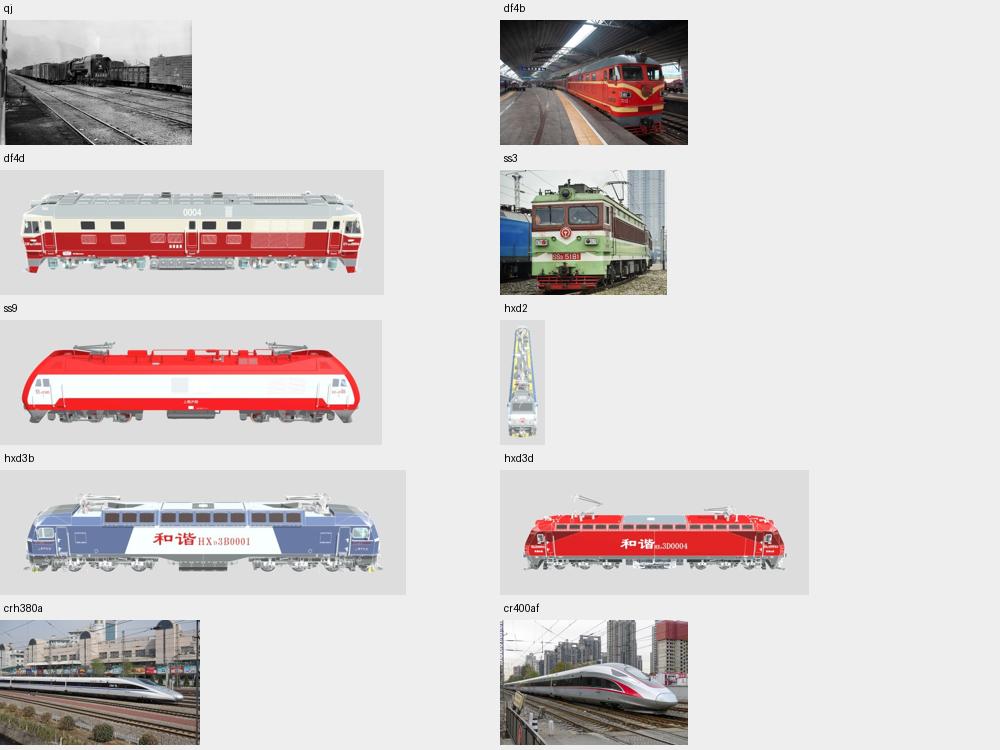 qj
df4b
df4d
0004
ss3
SS3 5181
ss9
hxd2
hxd3b
和谐 HXD3B0001
hxd3d
和谐 HXD3D0004
crh380a
cr400af